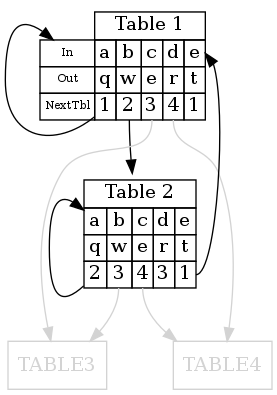 Table 1
In a b c d e
Out q w e r t
NextTbl 1 2 3 4 1
Table 2
a b c d e
q w e r t
2 3 4 3 1
TABLE3 TABLE4